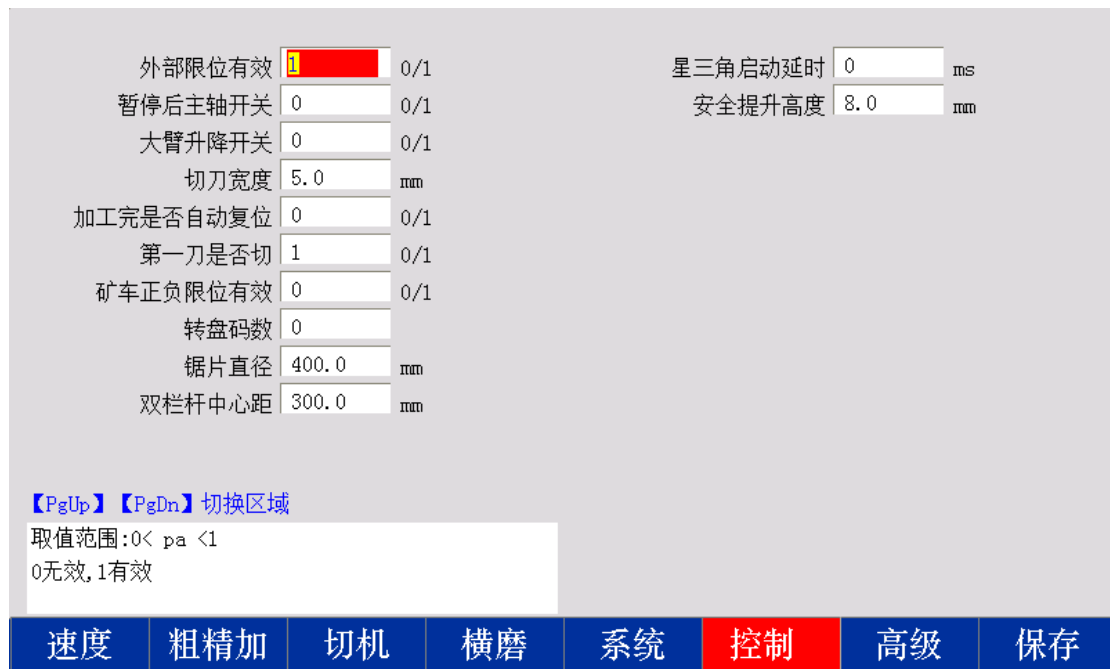 外部限位有效 1 0/1 星三角启动延时 0 ms
暂停后主轴开关 0 0/1 安全提升高度 8.0 mm
大臂升降开关 0 0/1
切刀宽度 5.0 mm
加工完是否自动复位 0 0/1
第一刀是否切 1 0/1
矿车正负限位有效 0 0/1
转盘码数 0
锯片直径 400.0 mm
双栏杆中心距 300.0 mm
【PgUp】【PgDn】切换区域
取值范围:0< pa <1
0无效,1有效
速度 粗精加 切机 横磨 系统 控制 高级 保存